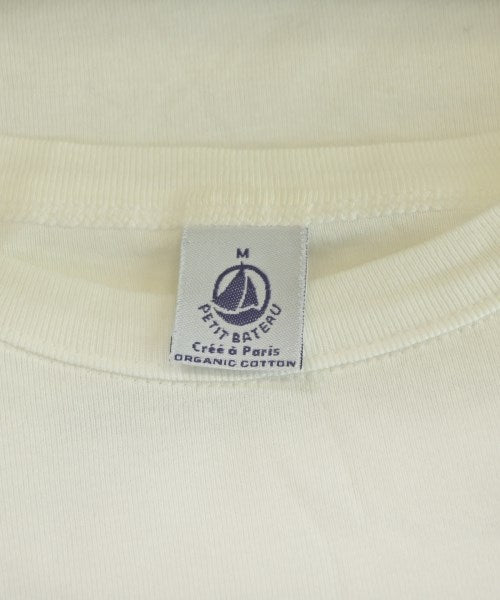 M
PETIT BATEAU
Créé à Paris
ORGANIC COTTON